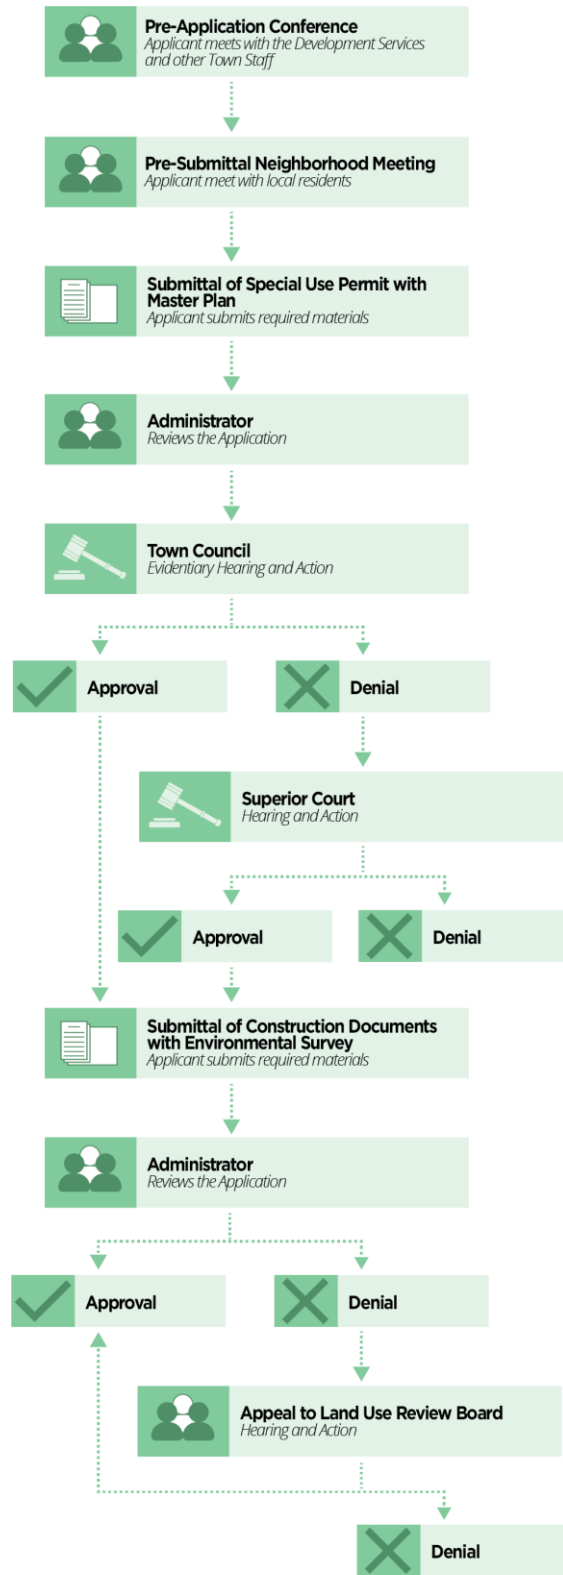 Pre-Application Conference
Applicant meets with the Development Services
and other Town Staff
Pre-Submittal Neighborhood Meeting
Applicant meet with local residents
Submittal of Special Use Permit with
Master Plan
Applicant submits required materials
Administrator
Reviews the Application
Town Council
Evidentiary Hearing and Action
Approval
Denial
Superior Court
Hearing and Action
Approval
Denial
Submittal of Construction Documents
with Environmental Survey
Applicant submits required materials
Administrator
Reviews the Application
Approval
Denial
Appeal to Land Use Review Board
Hearing and Action
Denial